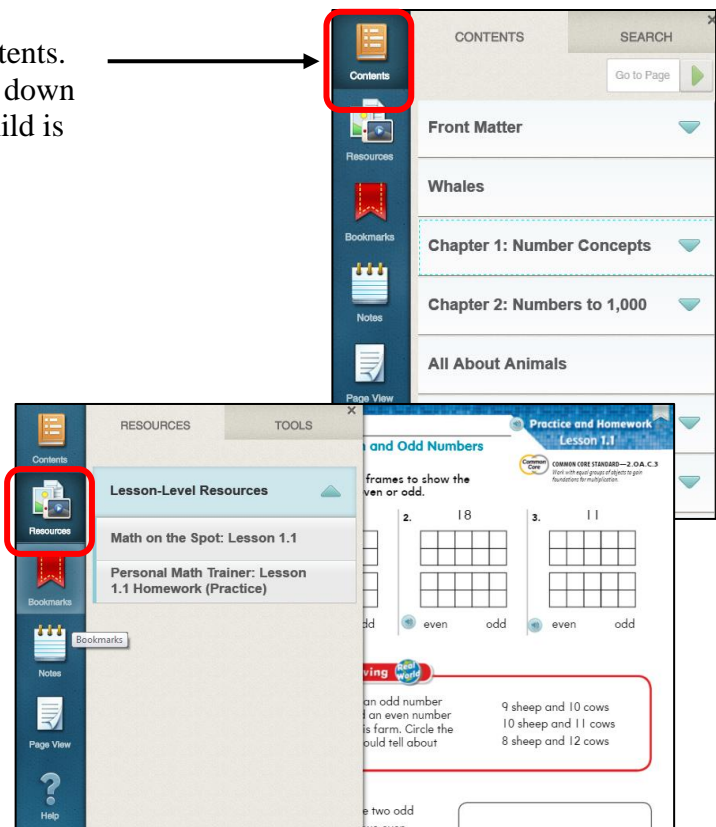 tents.
down
ild is
Contents
CONTENTS
SEARCH
Go to Page
Resources
Front Matter
Whales
Bookmarks
Chapter 1: Number Concepts
Notes
Chapter 2: Numbers to 1,000
All About Animals
Page View
Contents
RESOURCES
TOOLS
Resources
Lesson-Level Resources
Math on the Spot: Lesson 1.1
Personal Math Trainer: Lesson
1.1 Homework (Practice)
Bookmarks
Bookmarks
Notes
Page View
Help
Practice and Homework
Lesson 1.1
and Odd Numbers
Common Core
COMMON CORE STANDARD—2.OA.C.3
Work with equal groups of objects to gain
foundations for multiplication.
frames to show the
ven or odd.
2. 18
3. 11
dd
even odd
even odd
ving Real World
an odd number
an even number
is farm. Circle the
ould tell about
9 sheep and 10 cows
10 sheep and 11 cows
8 sheep and 12 cows
e two odd